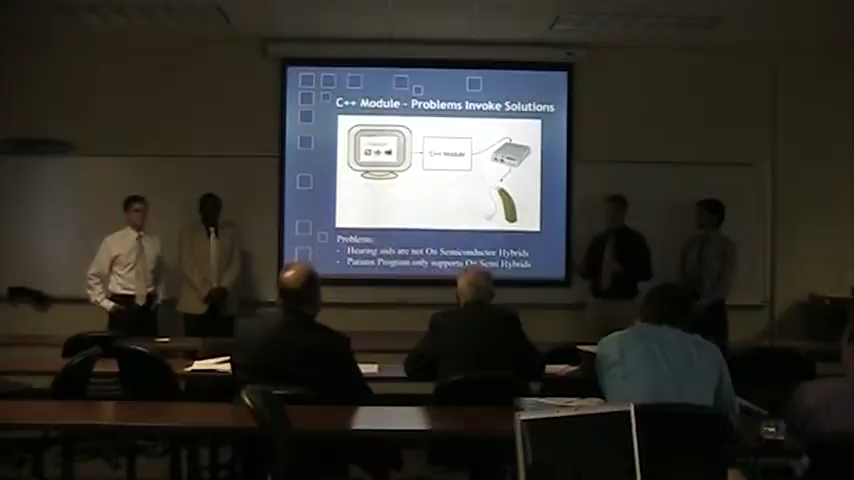 C++ Module - Problems Invoke Solutions
C++ Module
Problems:
- Hearing aids are not On Semiconductor Hybrids
- Program only supports On Semi Hybrids